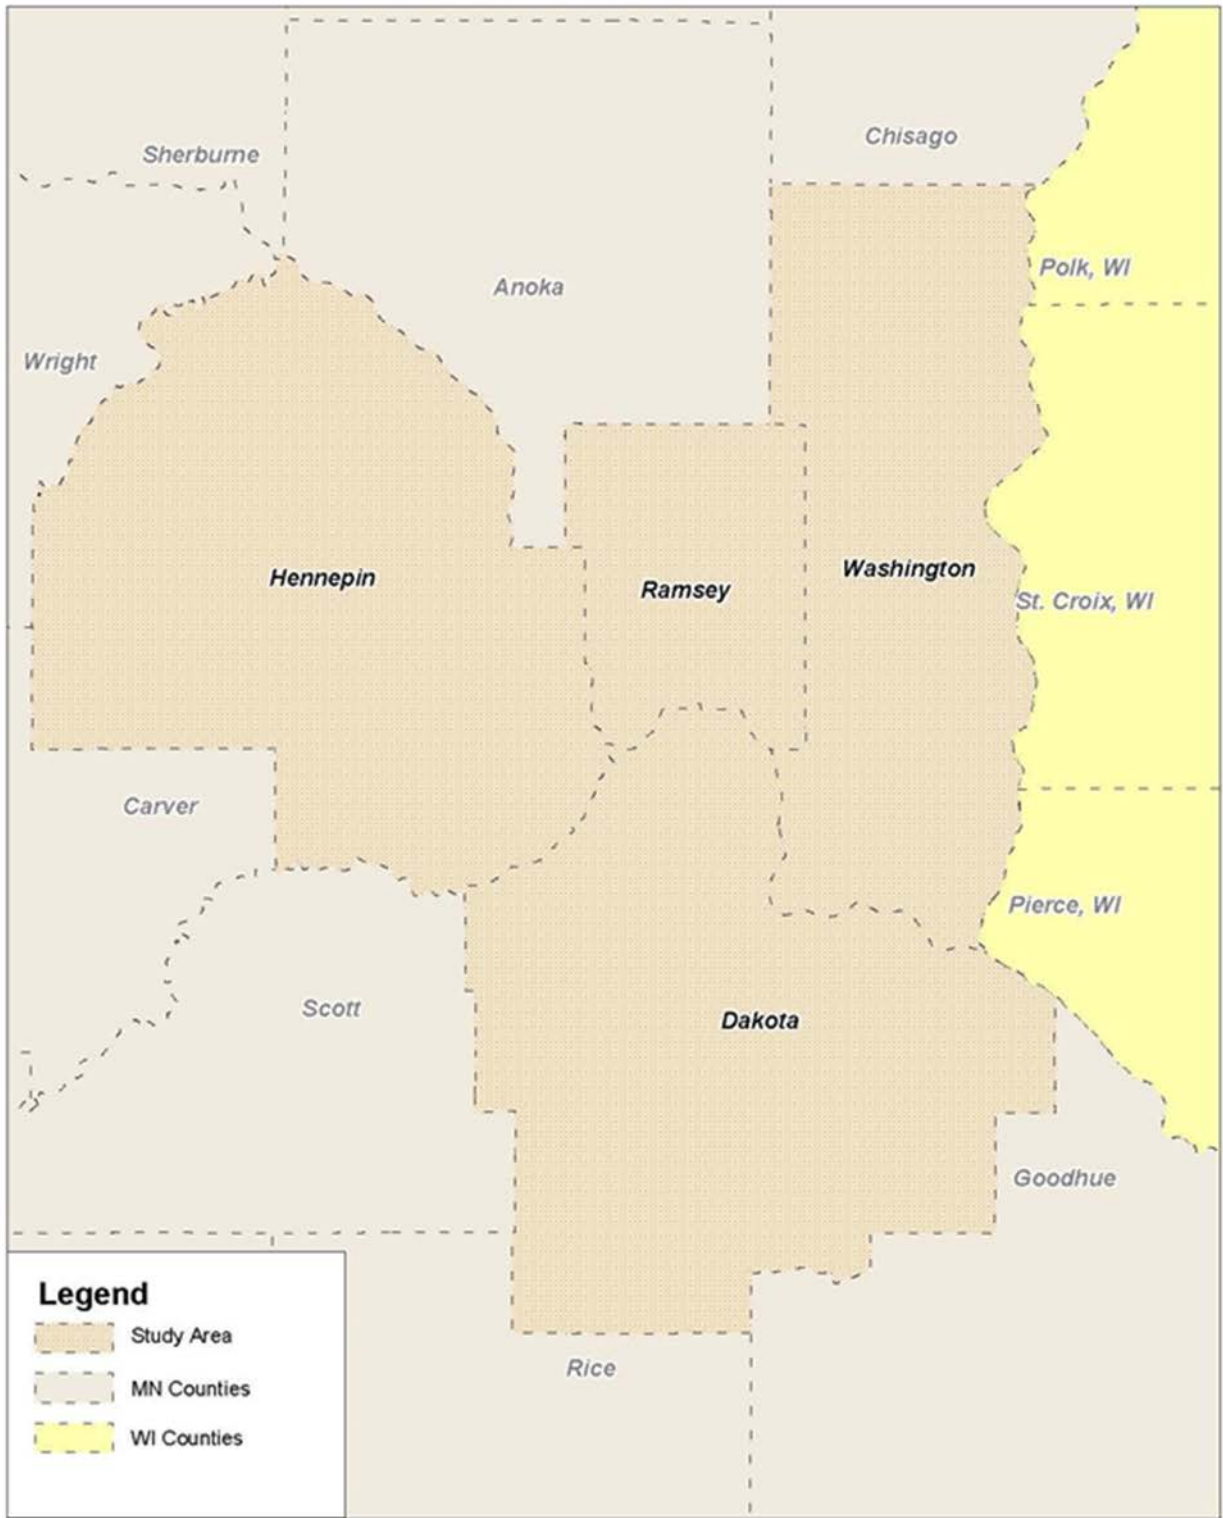 Sherburne
Chisago
Polk, WI
Anoka
Wright
Hennepin
Ramsey
Washington
St. Croix, WI
Carver
Pierce, WI
Scott
Dakota
Goodhue
Rice
Legend
Study Area
MN Counties
WI Counties